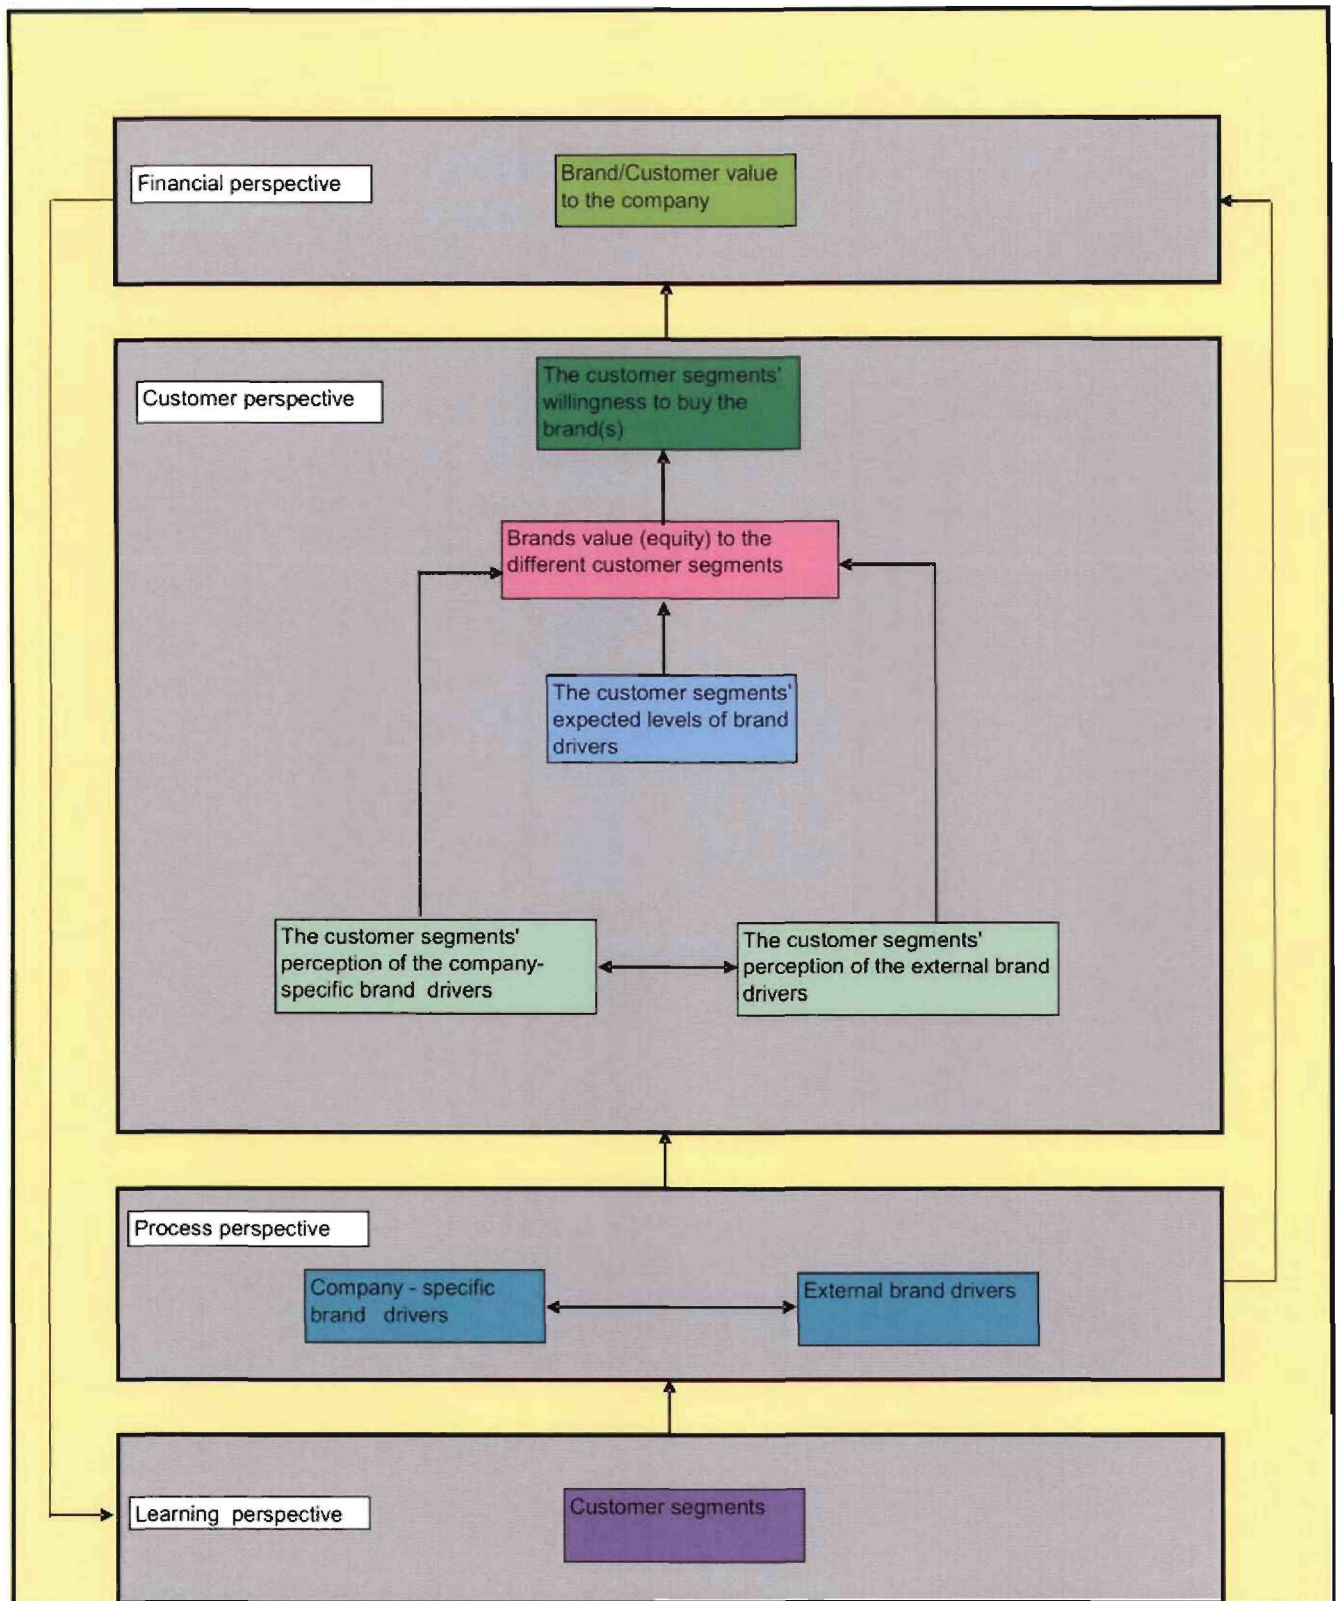 Financial perspective
Brand/Customer value
to the company
Customer perspective
The customer segments'
willingness to buy the
brand(s)
Brands value (equity) to the
different customer segments
The customer segments'
expected levels of brand
drivers
The customer segments'
perception of the company-
specific brand drivers
The customer segments'
perception of the external brand
drivers
Process perspective
Company - specific
brand drivers
External brand drivers
Learning perspective
Customer segments